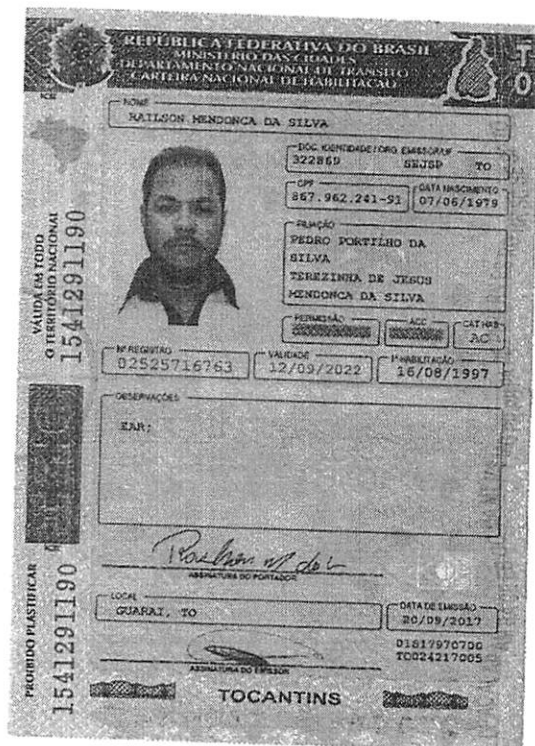 REPÚBLICA FEDERATIVA DO BRASIL
MINISTÉRIO DAS CIDADES
DEPARTAMENTO NACIONAL DE TRÂNSITO
CARTEIRA NACIONAL DE HABILITAÇÃO
TO
NOME
RAILSON MENDONCA DA SILVA
DOC. IDENTIDADE / ORG. EMISSOR/UF
322869 SEJSP TO
CPF
867.962.241-91
DATA NASCIMENTO
07/06/1979
FILIAÇÃO
PEDRO PORTILHO DA
SILVA
TEREZINHA DE JESUS
MENDONCA DA SILVA
PERMISSÃO
ACC
CAT. HAB.
AC
Nº REGISTRO
02525716763
VALIDADE
12/09/2022
1ª HABILITAÇÃO
16/08/1997
VÁLIDA EM TODO
O TERRITÓRIO NACIONAL
1541291190
OBSERVAÇÕES
EAR;
ASSINATURA DO PORTADOR
LOCAL
GUARAI, TO
DATA DE EMISSÃO
20/09/2017
01817970700
TO024217005
ASSINATURA DO EMISSOR
PROIBIDO PLASTIFICAR
1541291190
TOCANTINS